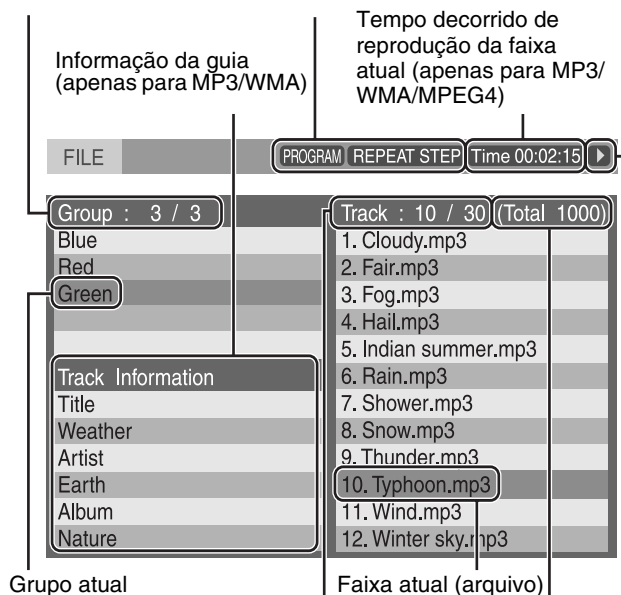 Informação da guia
(apenas para MP3/WMA)
Tempo decorrido de
reprodução da faixa
atual (apenas para MP3/
WMA/MPEG4)
FILE
PROGRAM REPEAT STEP Time 00:02:15
Group : 3 / 3
Blue
Red
Green
Track Information
Title
Weather
Artist
Earth
Album
Nature
Track : 10 / 30 (Total 1000)
1. Cloudy.mp3
2. Fair.mp3
3. Fog.mp3
4. Hail.mp3
5. Indian summer.mp3
6. Rain.mp3
7. Shower.mp3
8. Snow.mp3
9. Thunder.mp3
10. Typhoon.mp3
11. Wind.mp3
12. Winter sky.mp3
Grupo atual
Faixa atual (arquivo)